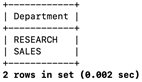 +------------+
| Department |
+------------+
| RESEARCH
| SALES
+------------+
2 rows in set (0.002 sec)